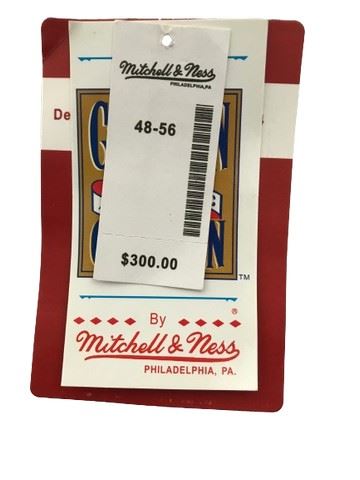 Mitchell & Ness
PHILADELPHIA, PA
48-56
$300.00
De
C N
C N
TM
By
®
Mitchell & Ness
PHILADELPHIA, PA.